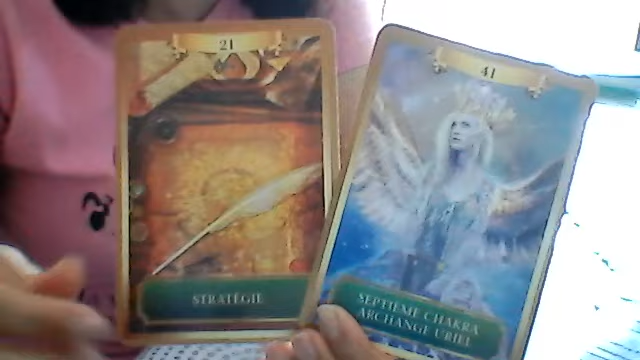 21
STRATÉGIE
41
SEPTIÈME CHAKRA
ARCHANGE URIEL